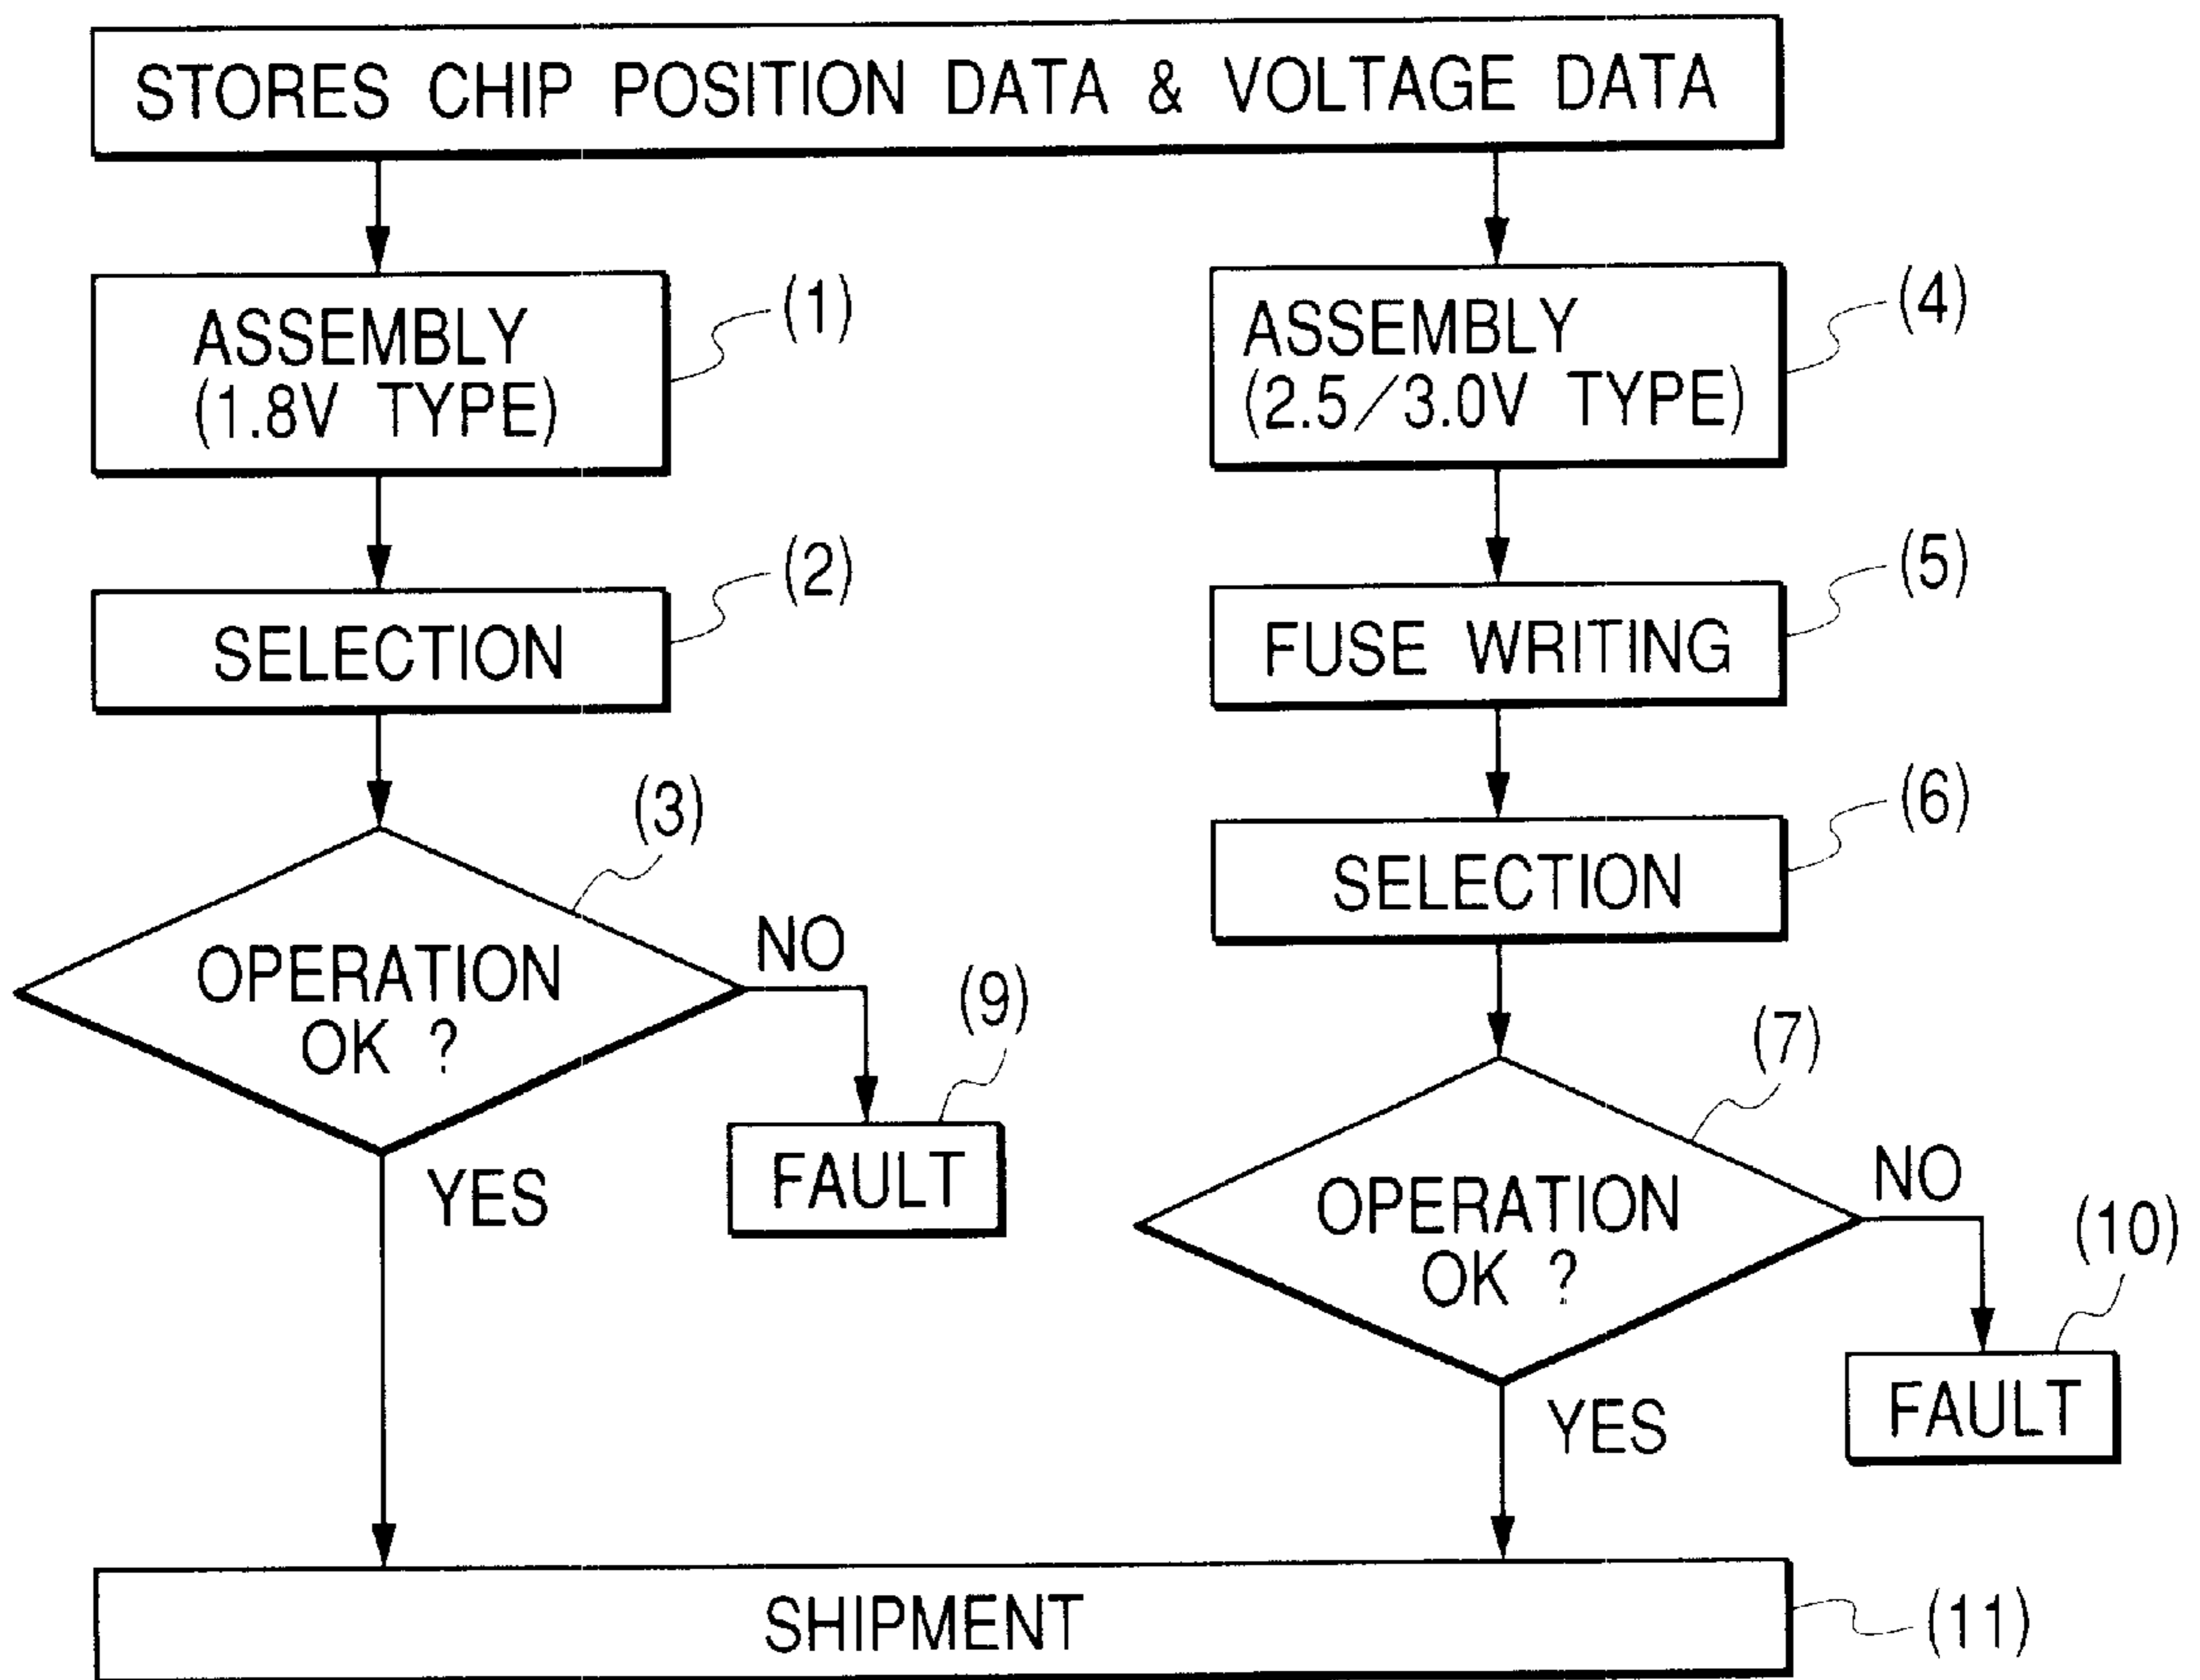 STORES CHIP POSITION DATA & VOLTAGE DATA
ASSEMBLY
(1.8V TYPE)
(1)
SELECTION
(2)
OPERATION
OK ?
(3)
NO
YES
FAULT
(9)
ASSEMBLY
(2.5/3.0V TYPE)
(4)
FUSE WRITING
(5)
SELECTION
(6)
OPERATION
OK ?
(7)
NO
YES
FAULT
(10)
SHIPMENT
(11)